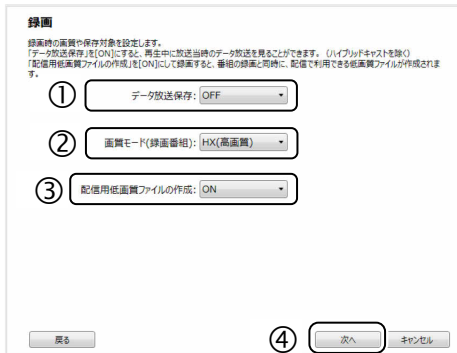 録画
録画時の画質や保存対象を設定します。
「データ放送保存」を[ON]にすると、再生中に放送当時のデータ放送を見ることができます。（ハイブリッドキャストを除く）
「配信用低画質ファイルの作成」を[ON]にして録画すると、番組の録画と同時に、配信で利用できる低画質ファイルが作成されま
す。
① データ放送保存: OFF
② 画質モード(録画番組): HX(高画質)
③ 配信用低画質ファイルの作成: ON
戻る ④ 次へ キャンセル